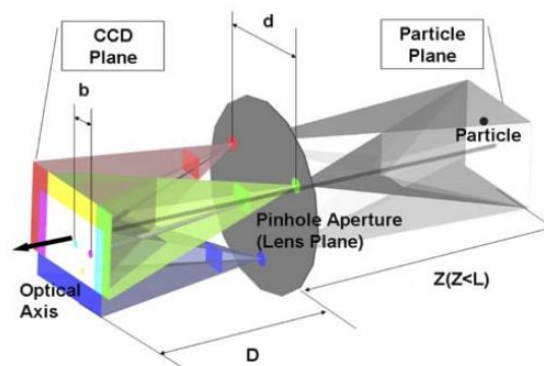 CCD
Plane
d
Particle
Plane
b
Particle
Pinhole Aperture
(Lens Plane)
Optical
Axis
Z(Z<L)
D